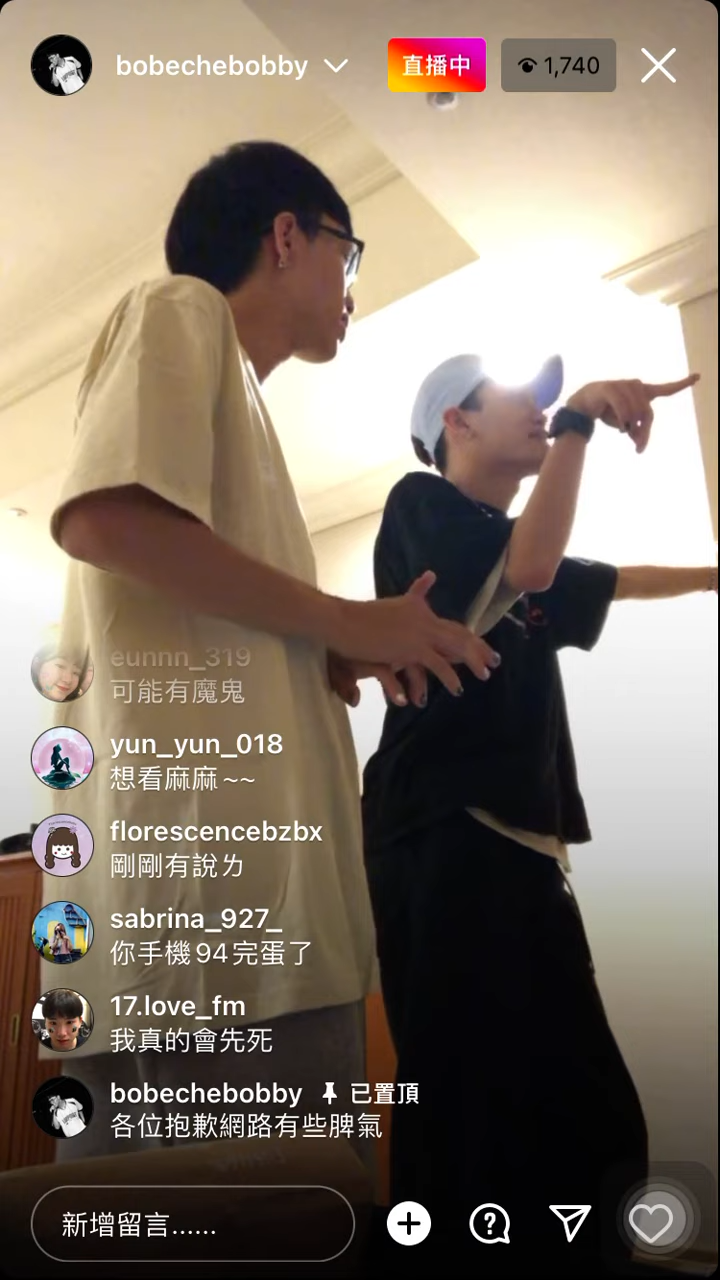 bobechebobby
直播中
1,740
eunnn_319
可能有魔鬼
yun_yun_018
想看麻麻~~
florescencebzbx
剛剛有說ㄌ
sabrina_927_
你手機94完蛋了
17.love_fm
我真的會先死
bobechebobby 已置頂
各位抱歉網路有些脾氣
新增留言......